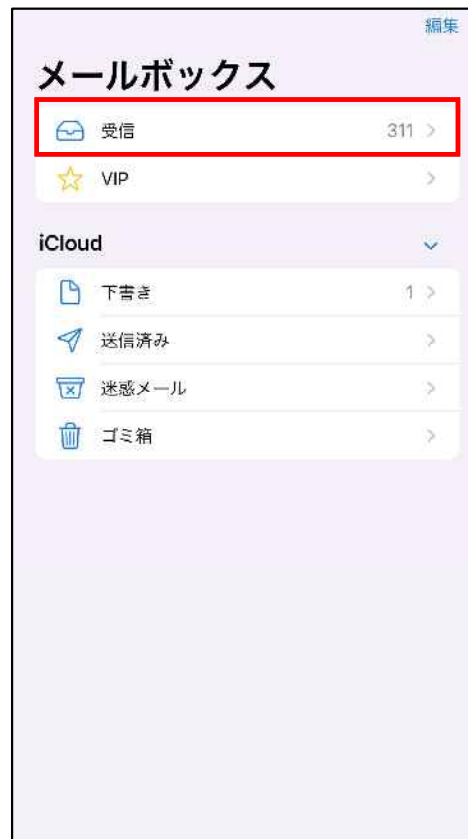 編集
メールボックス
受信 311
VIP
iCloud
下書き 1
送信済み
迷惑メール
ゴミ箱